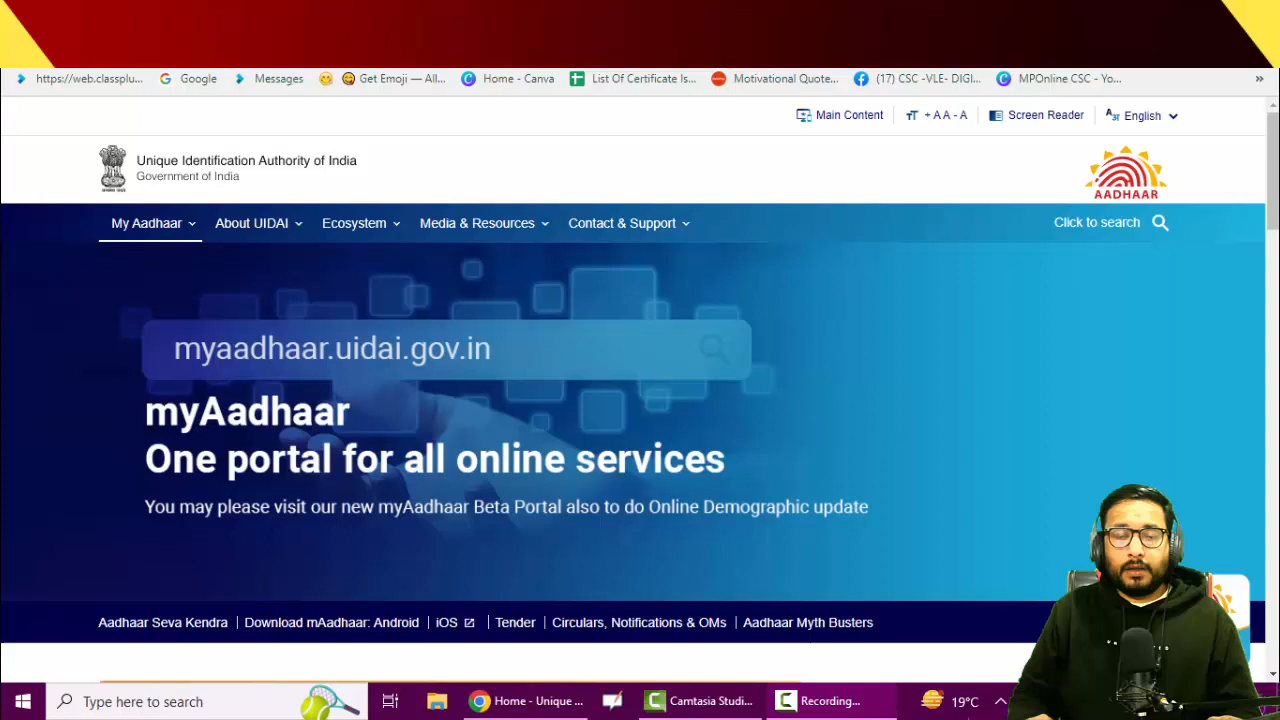 https://web.classplu... Google Messages Get Emoji — All... Home - Canva List Of Certificate Is... Motivational Quote... (17) CSC -VLE- DIGI... MPOnline CSC - Yo... »
Main Content TT + A A - A Screen Reader English
Unique Identification Authority of India
Government of India
AADHAAR
My Aadhaar About UIDAI Ecosystem Media & Resources Contact & Support Click to search
myaadhaar.uidai.gov.in
myAadhaar
One portal for all online services
You may please visit our new myAadhaar Beta Portal also to do Online Demographic update
Aadhaar Seva Kendra Download mAadhaar: Android iOS Tender Circulars, Notifications & OMs Aadhaar Myth Busters
Type here to search Home - Unique ... Camtasia Studi... Recording... 19°C